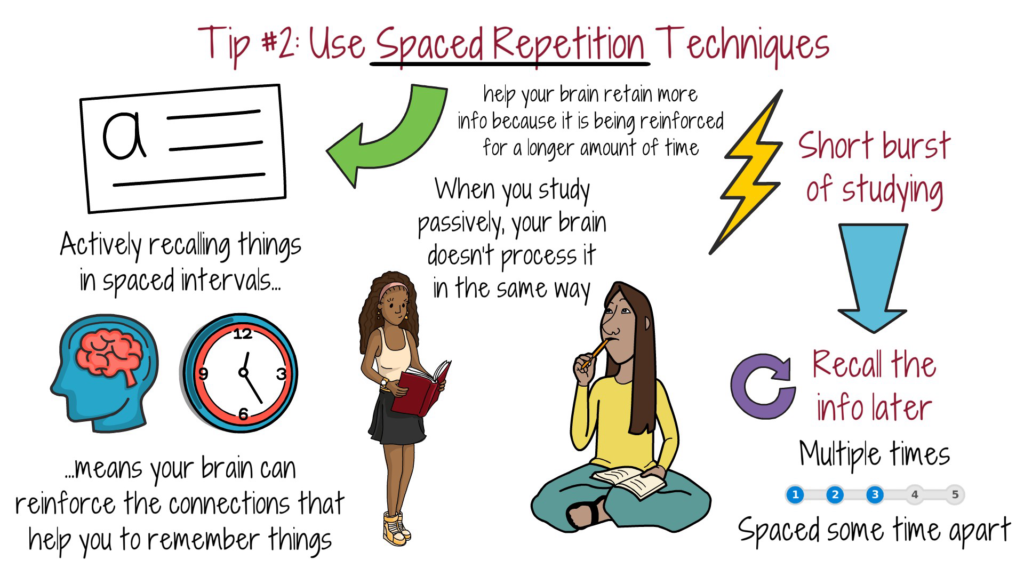 Tip #2: Use Spaced Repetition Techniques
a
help your brain retain more
info because it is being reinforced
for a longer amount of time
Actively recalling things
in spaced intervals...
12
9
3
6
...means your brain can
reinforce the connections that
help you to remember things
When you study
passively, your brain
doesn't process it
in the same way
Short burst
of studying
Recall the
info later
Multiple times
1 2 3 4 5
Spaced some time apart